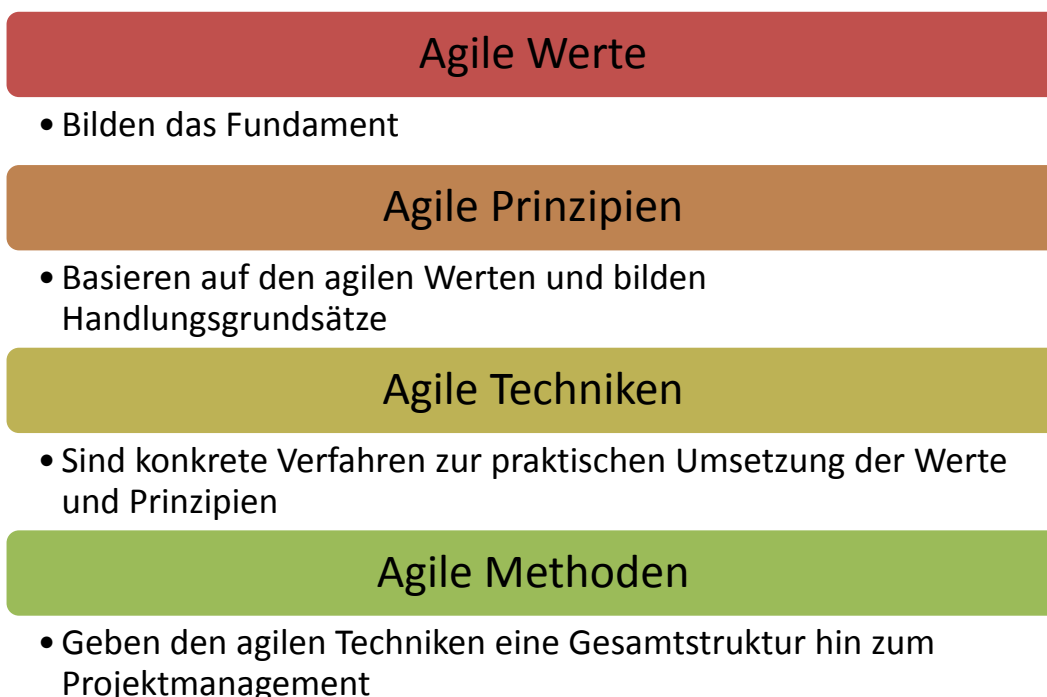 Agile Werte
• Bilden das Fundament
Agile Prinzipien
• Basieren auf den agilen Werten und bilden
Handlungsgrundsätze
Agile Techniken
• Sind konkrete Verfahren zur praktischen Umsetzung der Werte
und Prinzipien
Agile Methoden
• Geben den agilen Techniken eine Gesamtstruktur hin zum
Projektmanagement